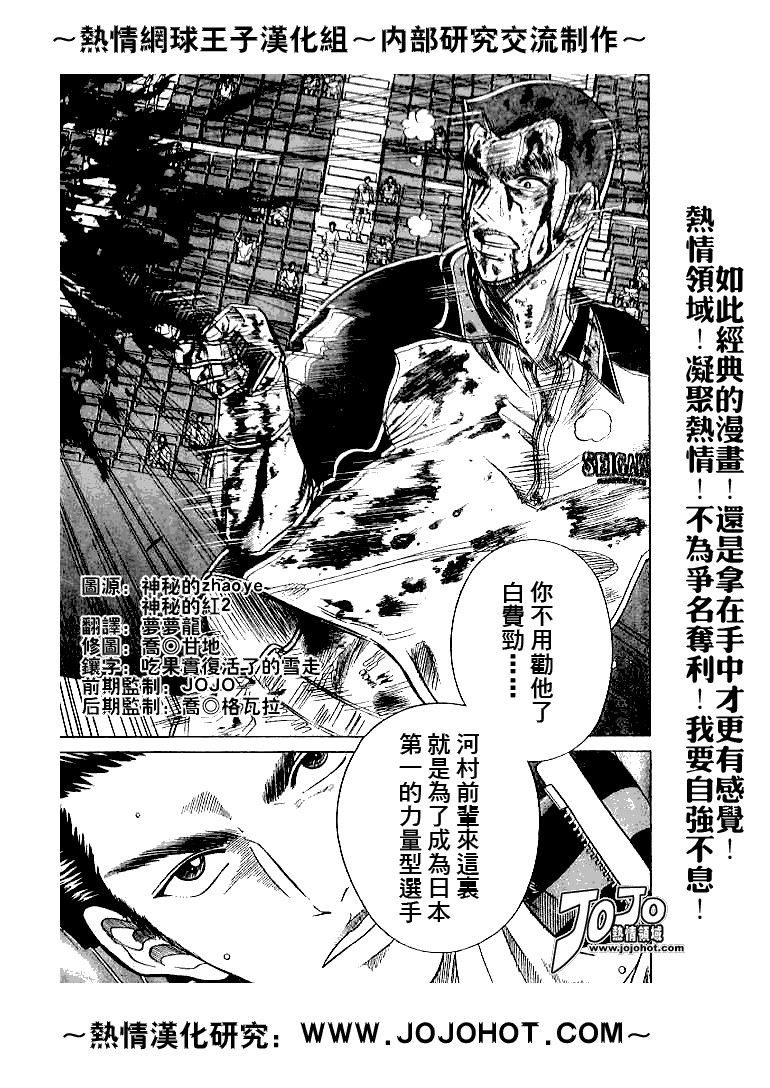 ～熱情網球王子漢化組～内部研究交流制作～
如此經典的漫畫！還是拿在手中才更有感覺！
熱情領域！凝聚熱情！不為爭名奪利！我要自強不息！
SEIGAKU
圖源：神秘的zhaoye
神秘的紅2
翻譯：夢夢龍
修圖：喬◎甘地
鑲字：吃果實復活了的雪走
前期監制：JOJO
后期監制：喬◎格瓦拉
你不用勸他了
白費勁……
河村前輩來這裏
就是為了成為日本
第一的力量型選手
JOJO
熱情領域
www.jojohot.com
～熱情漢化研究：WWW.JOJOHOT.COM～